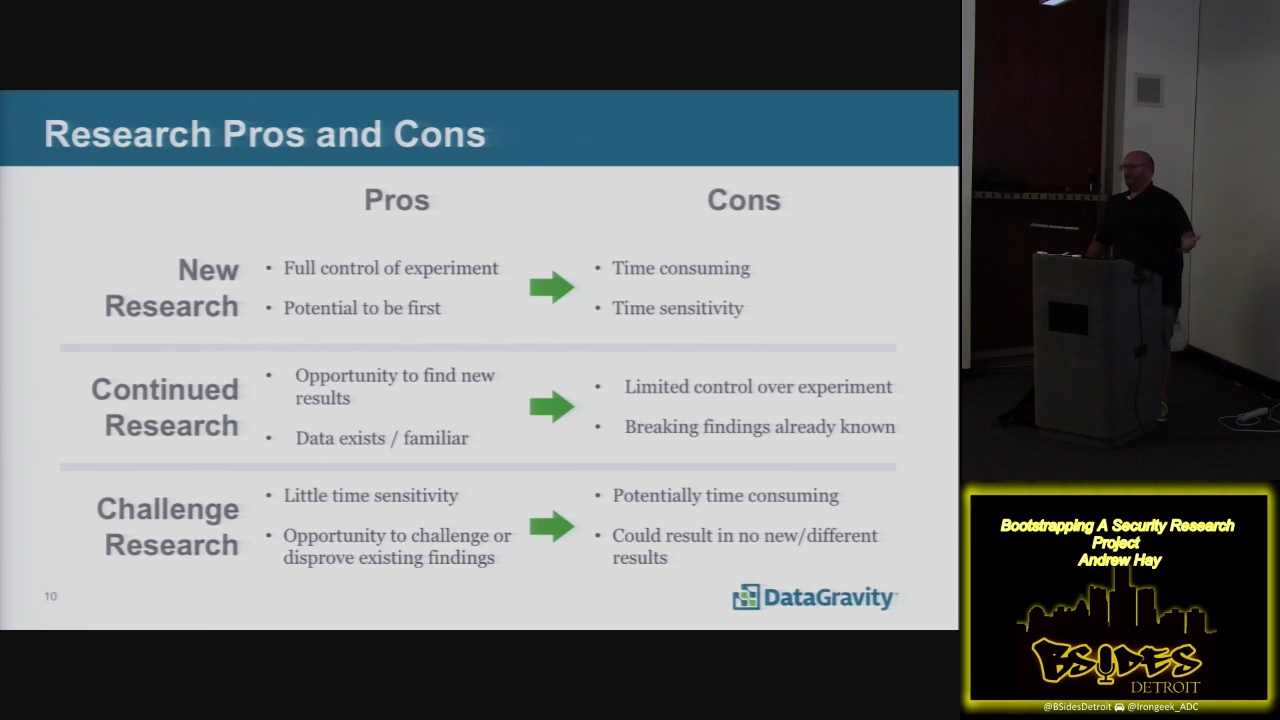 Research Pros and Cons
Pros
Cons
New
Research
• Full control of experiment
• Potential to be first
• Time consuming
• Time sensitivity
Continued
Research
• Opportunity to find new
results
• Data exists / familiar
• Limited control over experiment
• Breaking findings already known
Challenge
Research
• Little time sensitivity
• Opportunity to challenge or
disprove existing findings
• Potentially time consuming
• Could result in no new/different
results
10
DataGravity
Bootstrapping A Security Research
Project
Andrew Hay
BSIDES
DETROIT
@BSidesDetroit @Irongeek_ADC